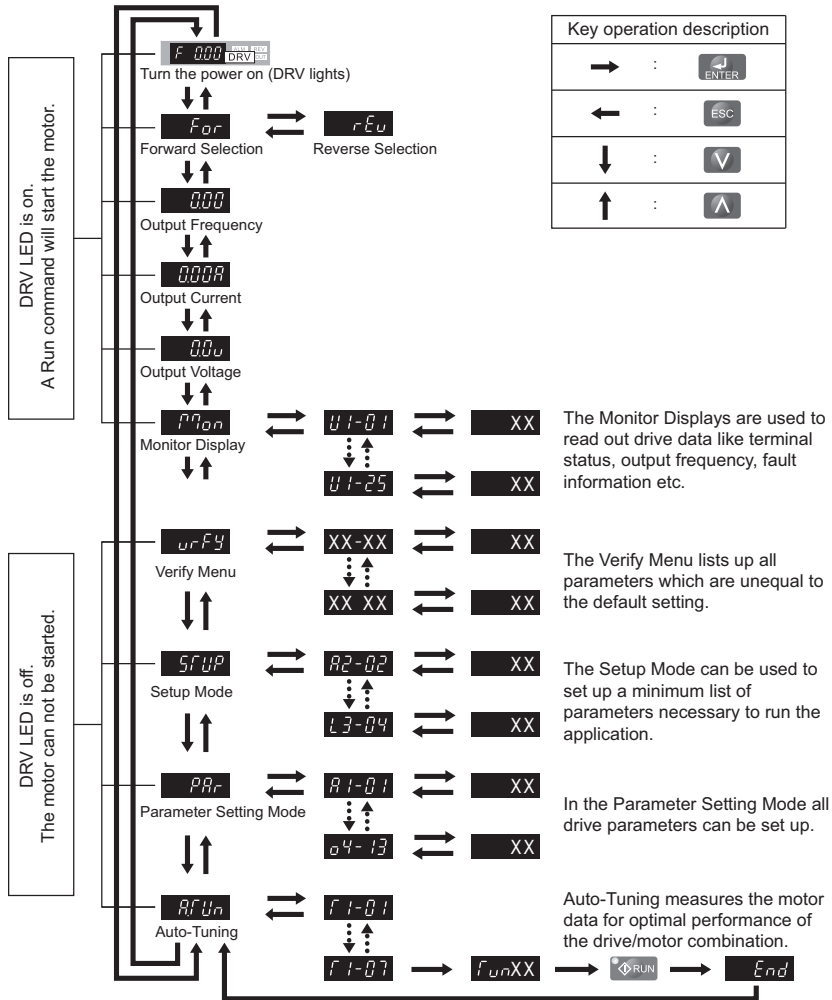 F 0.00
ALM REV
DRV OUT
Turn the power on (DRV lights)
For
rEv
Forward Selection
Reverse Selection
0.00
Output Frequency
0.00A
Output Current
0.0v
Output Voltage
DRV LED is on.
A Run command will start the motor.
Key operation description
: ENTER
: ESC
: V
: Λ
Mon
U1-01
XX
Monitor Display
U1-25
XX
The Monitor Displays are used to
read out drive data like terminal
status, output frequency, fault
information etc.
DRV LED is off.
The motor can not be started.
vrFY
XX-XX
XX
Verify Menu
XX XX
XX
The Verify Menu lists up all
parameters which are unequal to
the default setting.
STUP
A2-02
XX
Setup Mode
L3-04
XX
The Setup Mode can be used to
set up a minimum list of
parameters necessary to run the
application.
PAr
A1-01
XX
Parameter Setting Mode
o4-13
XX
In the Parameter Setting Mode all
drive parameters can be set up.
ATUn
T1-01
Auto-Tuning
T1-07
TunXX
RUN
End
Auto-Tuning measures the motor
data for optimal performance of
the drive/motor combination.